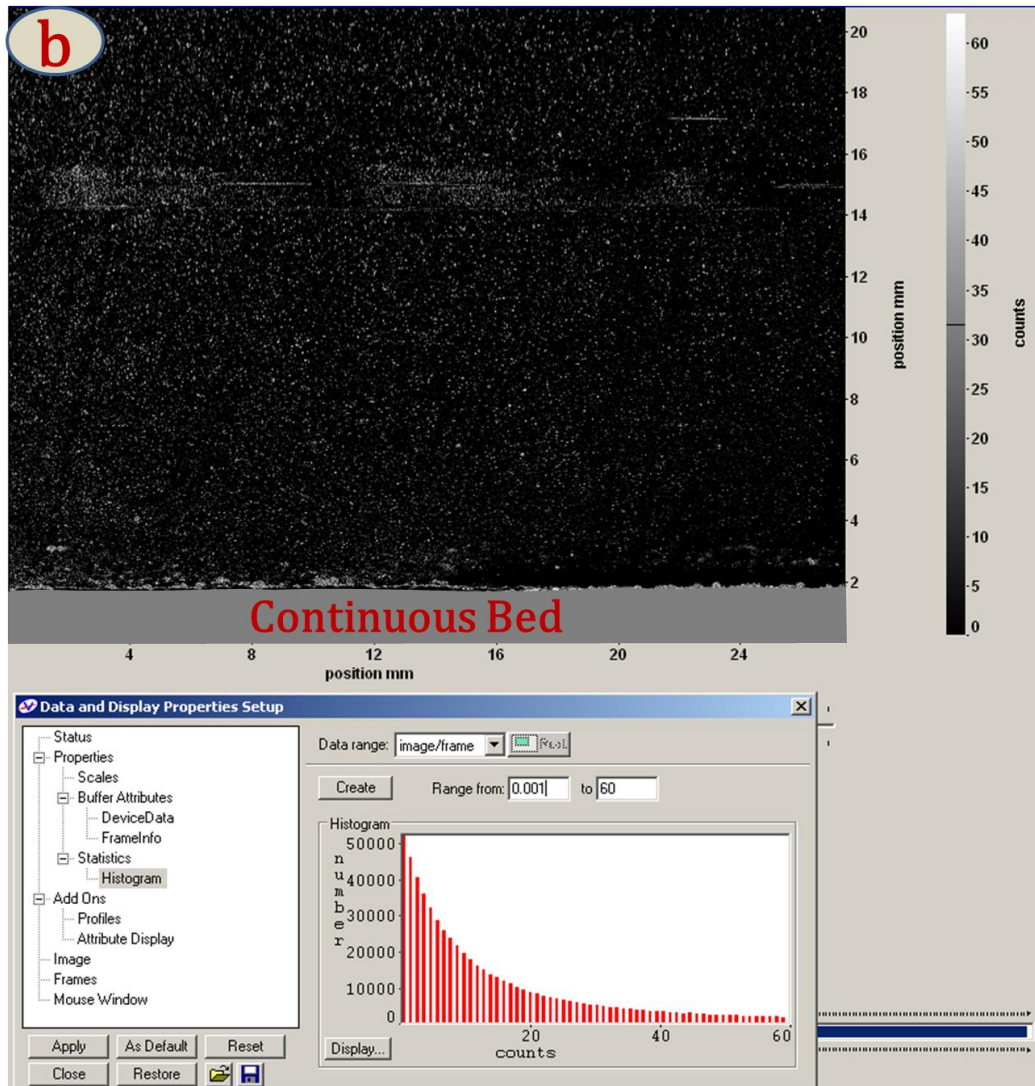 b
20
18
16
14
12
10
8
6
4
2
position mm
60
55
50
45
40
35
30
25
20
15
10
5
0
counts
Continuous Bed
4 8 12 16 20 24
position mm
Data and Display Properties Setup
Status
Properties
Scales
Buffer Attributes
DeviceData
FrameInfo
Statistics
Histogram
Add Ons
Profiles
Attribute Display
Image
Frames
Mouse Window
Apply As Default Reset
Close Restore
Data range: image/frame
Create Range from: 0.001 to 60
Histogram
50000
40000
30000
20000
10000
0
number
20 40 60
counts
Display...